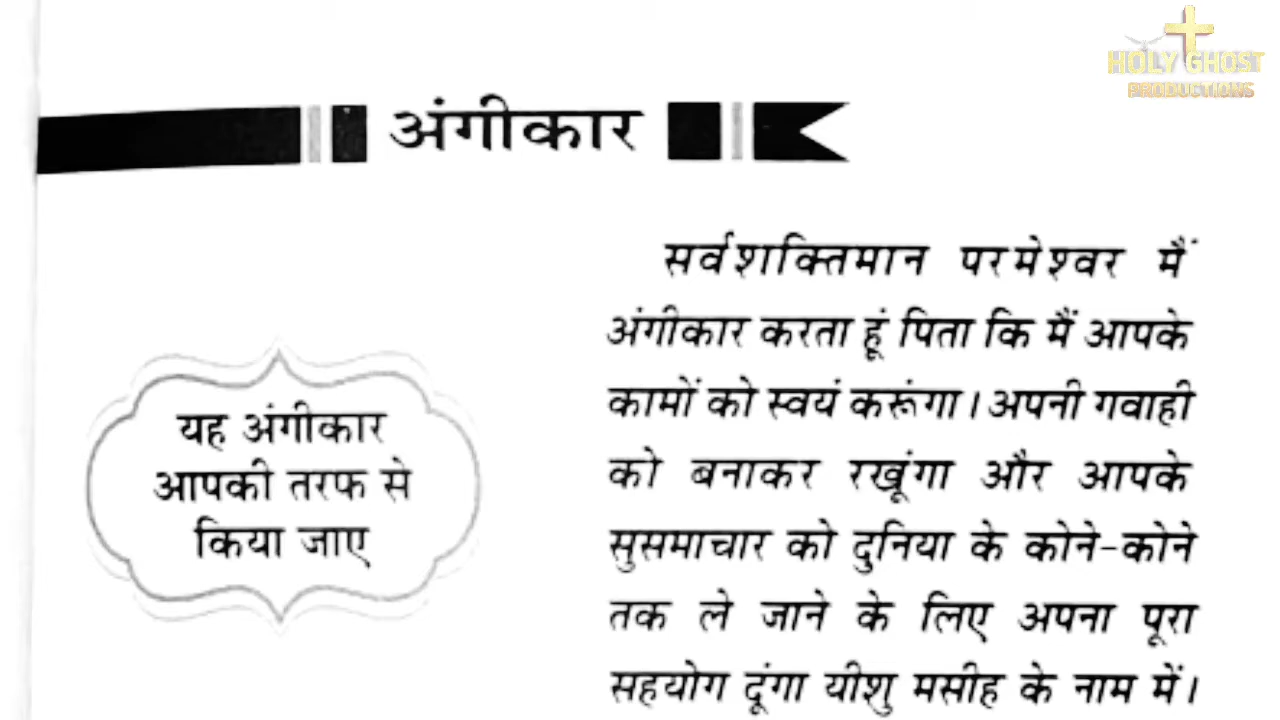 HOLY GHOST
PRODUCTIONS
अंगीकार
यह अंगीकार
आपकी तरफ से
किया जाए
सर्वशक्तिमान परमेश्वर मैं
अंगीकार करता हूं पिता कि मैं आपके
कामों को स्वयं करूंगा। अपनी गवाही
को बनाकर रखूंगा और आपके
सुसमाचार को दुनिया के कोने-कोने
तक ले जाने के लिए अपना पूरा
सहयोग दूंगा यीशु मसीह के नाम में।